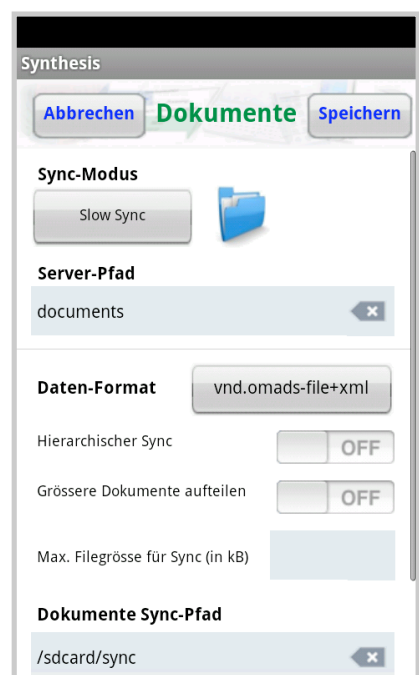 Synthesis
Abbrechen Dokumente Speichern
Sync-Modus
Slow Sync
Server-Pfad
documents
Daten-Format vnd.omads-file+xml
Hierarchischer Sync OFF
Grössere Dokumente aufteilen OFF
Max. Filegrösse für Sync (in kB)
Dokumente Sync-Pfad
/sdcard/sync